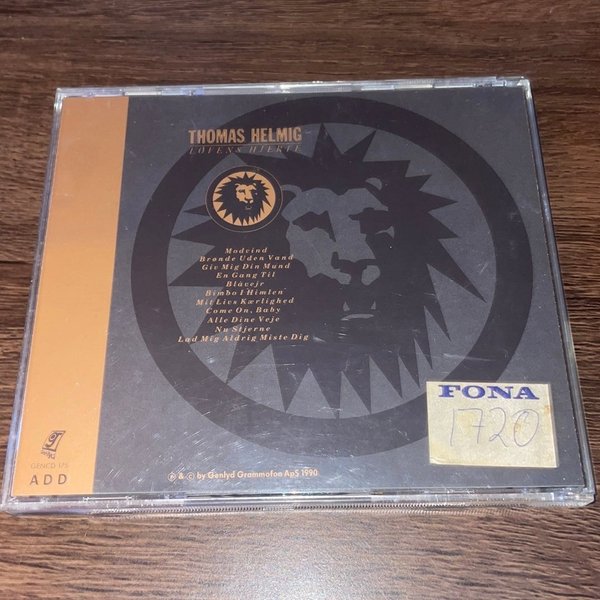 THOMAS HELMIG
LØVENS HJERTE
Modvind
Brønde Uden Vand
Giv Mig Din Mund
En Gang Til
Blåvejr
Bimbo I Himlen
Mit Livs Kærlighed
Come On, Baby
Alle Dine Veje
Nu Stjerne
Lad Mig Aldrig Miste Dig
FONA
1720
GENCD 175
ADD
℗ & © by Genlyd Grammofon ApS 1990